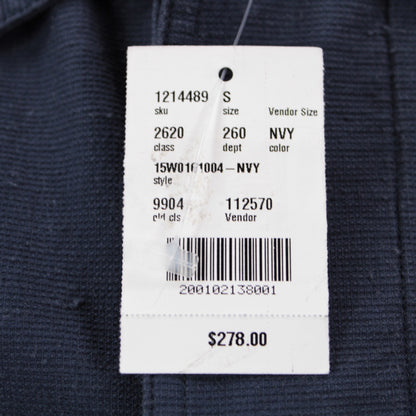 1214489 S
sku size Vendor Size
2620 260 NVY
class dept color
15W0101004-NVY
style
9904 112570
old cls Vendor
200102138001
$278.00